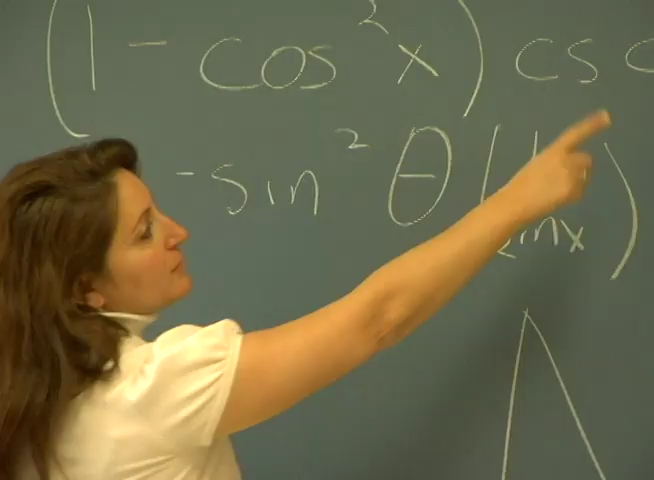 (1 - cos²x) csc
- sin²θ (1 sinx)